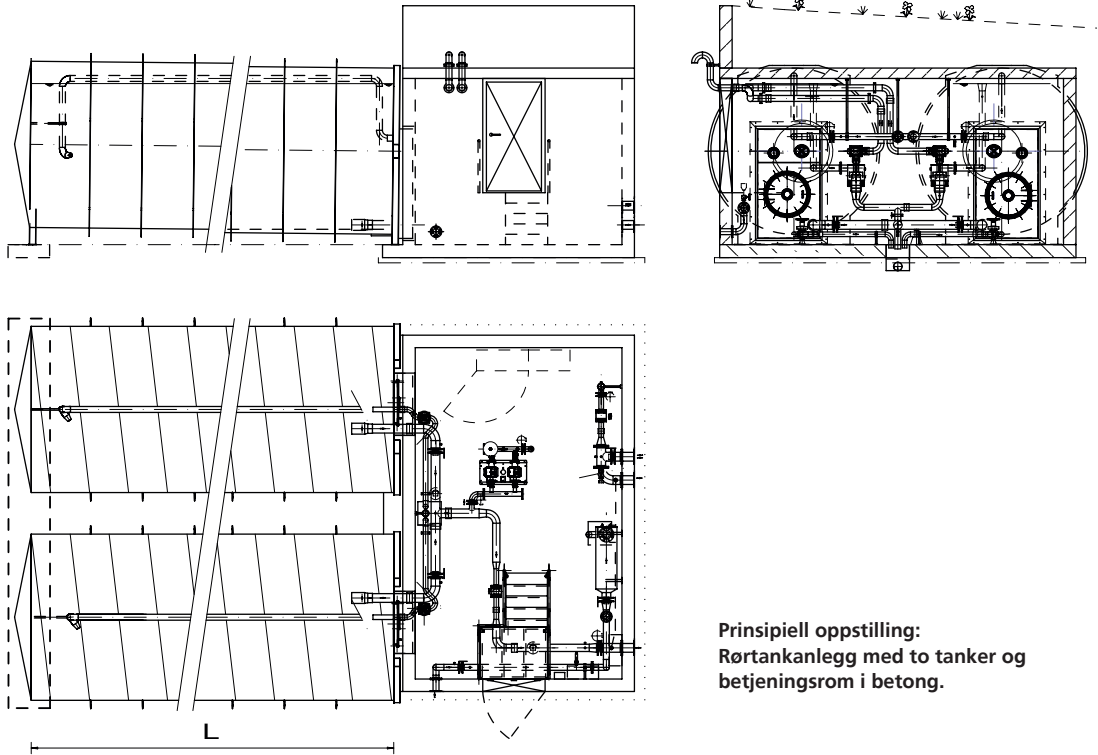 L
Prinsipiell oppstilling:
Rørtankanlegg med to tanker og
betjeningsrom i betong.